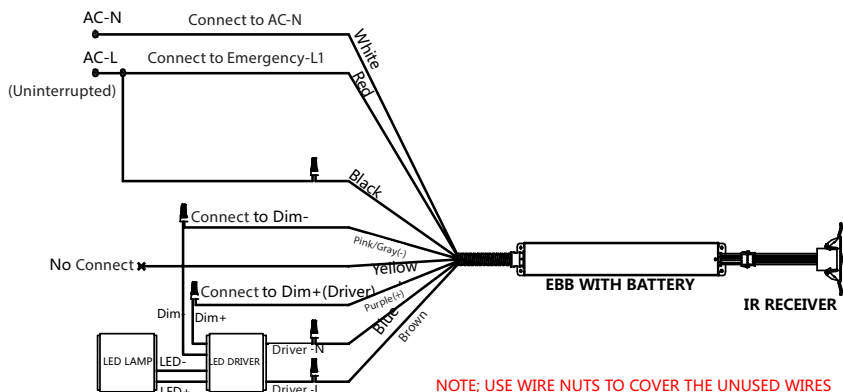 AC-N
Connect to AC-N
White
AC-L
Connect to Emergency-L1
Red
(Uninterrupted)
Black
Connect to Dim-
Pink/Gray(-)
No Connect
Yellow
Connect to Dim+(Driver)
Purple(+)
Blue
Brown
EBB WITH BATTERY
IR RECEIVER
Dim-
Dim+
LED LAMP
LED-
LED+
LED DRIVER
Driver -N
Driver -L
NOTE; USE WIRE NUTS TO COVER THE UNUSED WIRES